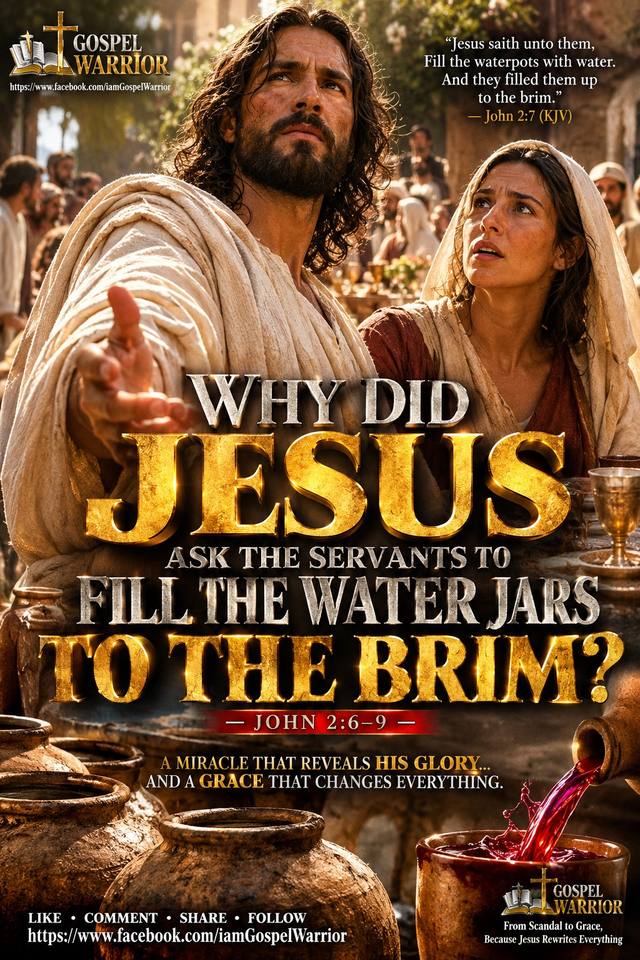 GOSPEL
WARRIOR
https://www.facebook.com/iamGospelWarrior
“Jesus saith unto them,
Fill the waterpots with water.
And they filled them up
to the brim.”
— John 2:7 (KJV)
WHY DID
JESUS
ASK THE SERVANTS TO
FILL THE WATER JARS
TO THE BRIM?
— JOHN 2:6–9 —
A MIRACLE THAT REVEALS HIS GLORY...
AND A GRACE THAT CHANGES EVERYTHING.
LIKE • COMMENT • SHARE • FOLLOW
https://www.facebook.com/iamGospelWarrior
GOSPEL
WARRIOR
From Scandal to Grace,
Because Jesus Rewrites Everything